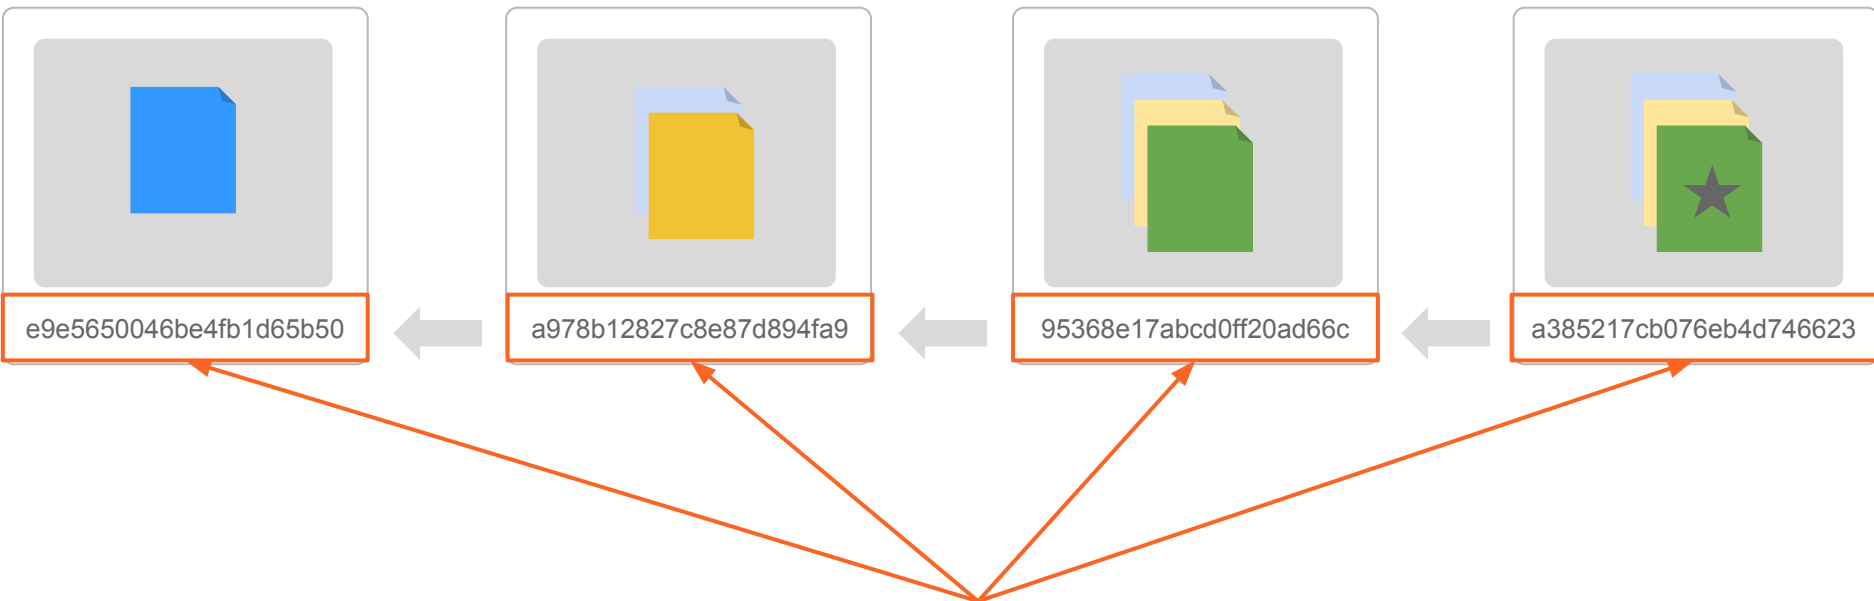 e9e5650046be4fb1d65b50
a978b12827c8e87d894fa9
95368e17abcd0ff20ad66c
a385217cb076eb4d746623